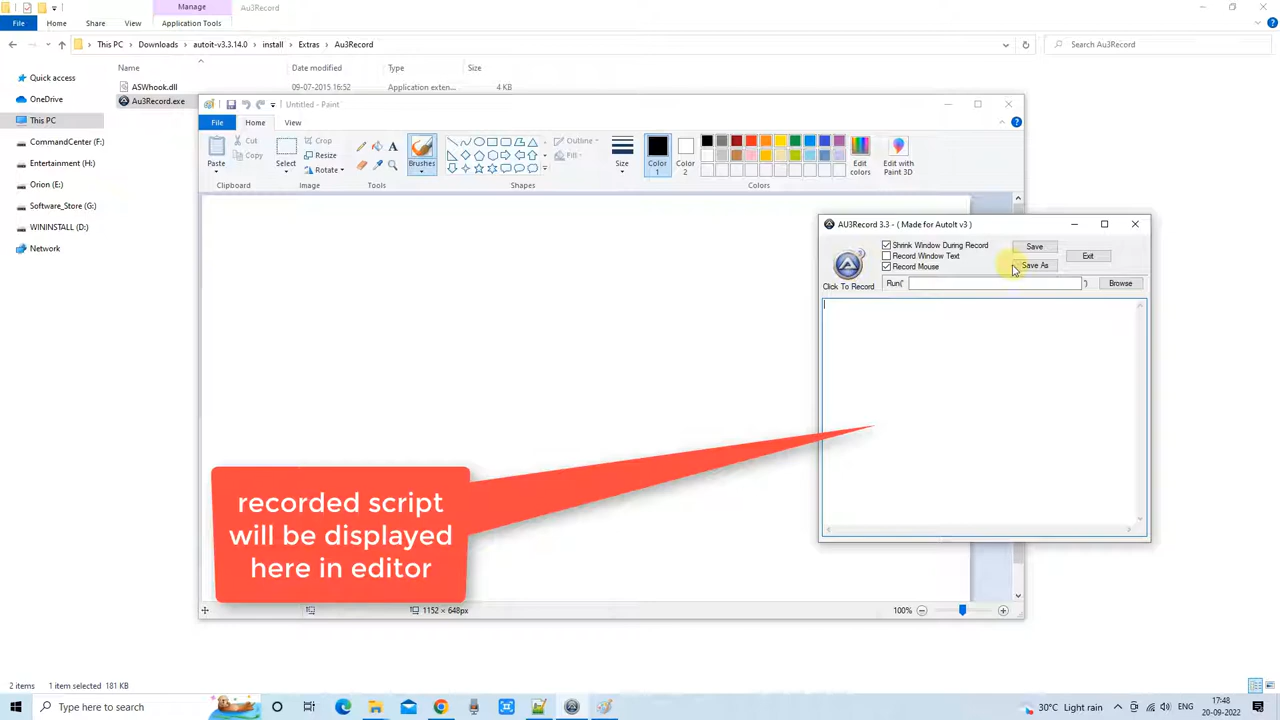 Manage
Au3Record
File
Home
Share
View
Application Tools
This PC
Downloads
autoit-v3.3.14.0
install
Extras
Au3Record
Search Au3Record
Quick access
OneDrive
This PC
CommandCenter (F:)
Entertainment (H:)
Orion (E:)
Software_Store (G:)
WININSTALL (D:)
Network
Name
Date modified
Type
Size
ASWhook.dll
09-07-2015 16:52
Application exten...
4 KB
Au3Record.exe
Untitled - Paint
File
Home
View
Paste
Cut
Copy
Clipboard
Select
Crop
Resize
Rotate
Image
Tools
Brushes
Outline
Fill
Shapes
Size
Color
1
Color
2
Edit
colors
Edit with
Paint 3D
Colors
AU3Record 3.3 - ( Made for AutoIt v3 )
Click To Record
Shrink Window During Record
Record Window Text
Record Mouse
Save
Save As
Exit
Run('
')
Browse
recorded script
will be displayed
here in editor
1152 × 648px
100%
2 items
1 item selected 181 KB
Type here to search
30°C Light rain
ENG
17:48
20-09-2022